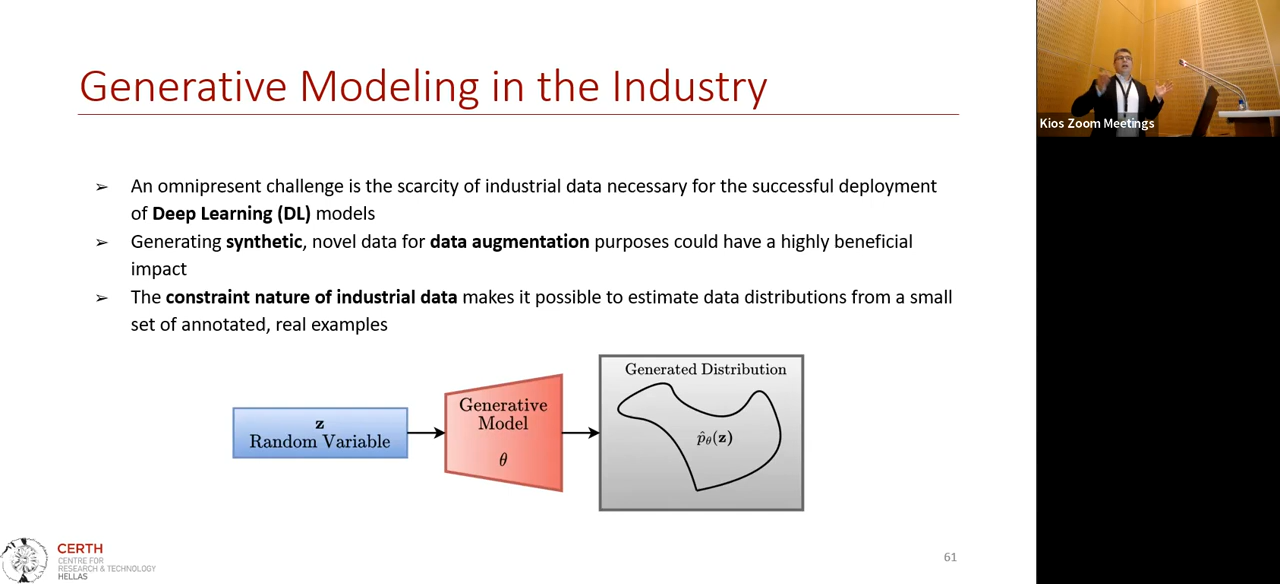 Generative Modeling in the Industry
Kios Zoom Meetings
➢ An omnipresent challenge is the scarcity of industrial data necessary for the successful deployment
of Deep Learning (DL) models
➢ Generating synthetic, novel data for data augmentation purposes could have a highly beneficial
impact
➢ The constraint nature of industrial data makes it possible to estimate data distributions from a small
set of annotated, real examples
z
Random Variable
Generative
Model
θ
Generated Distribution
p̂θ(z)
CERTH
CENTRE FOR
RESEARCH & TECHNOLOGY
HELLAS
61